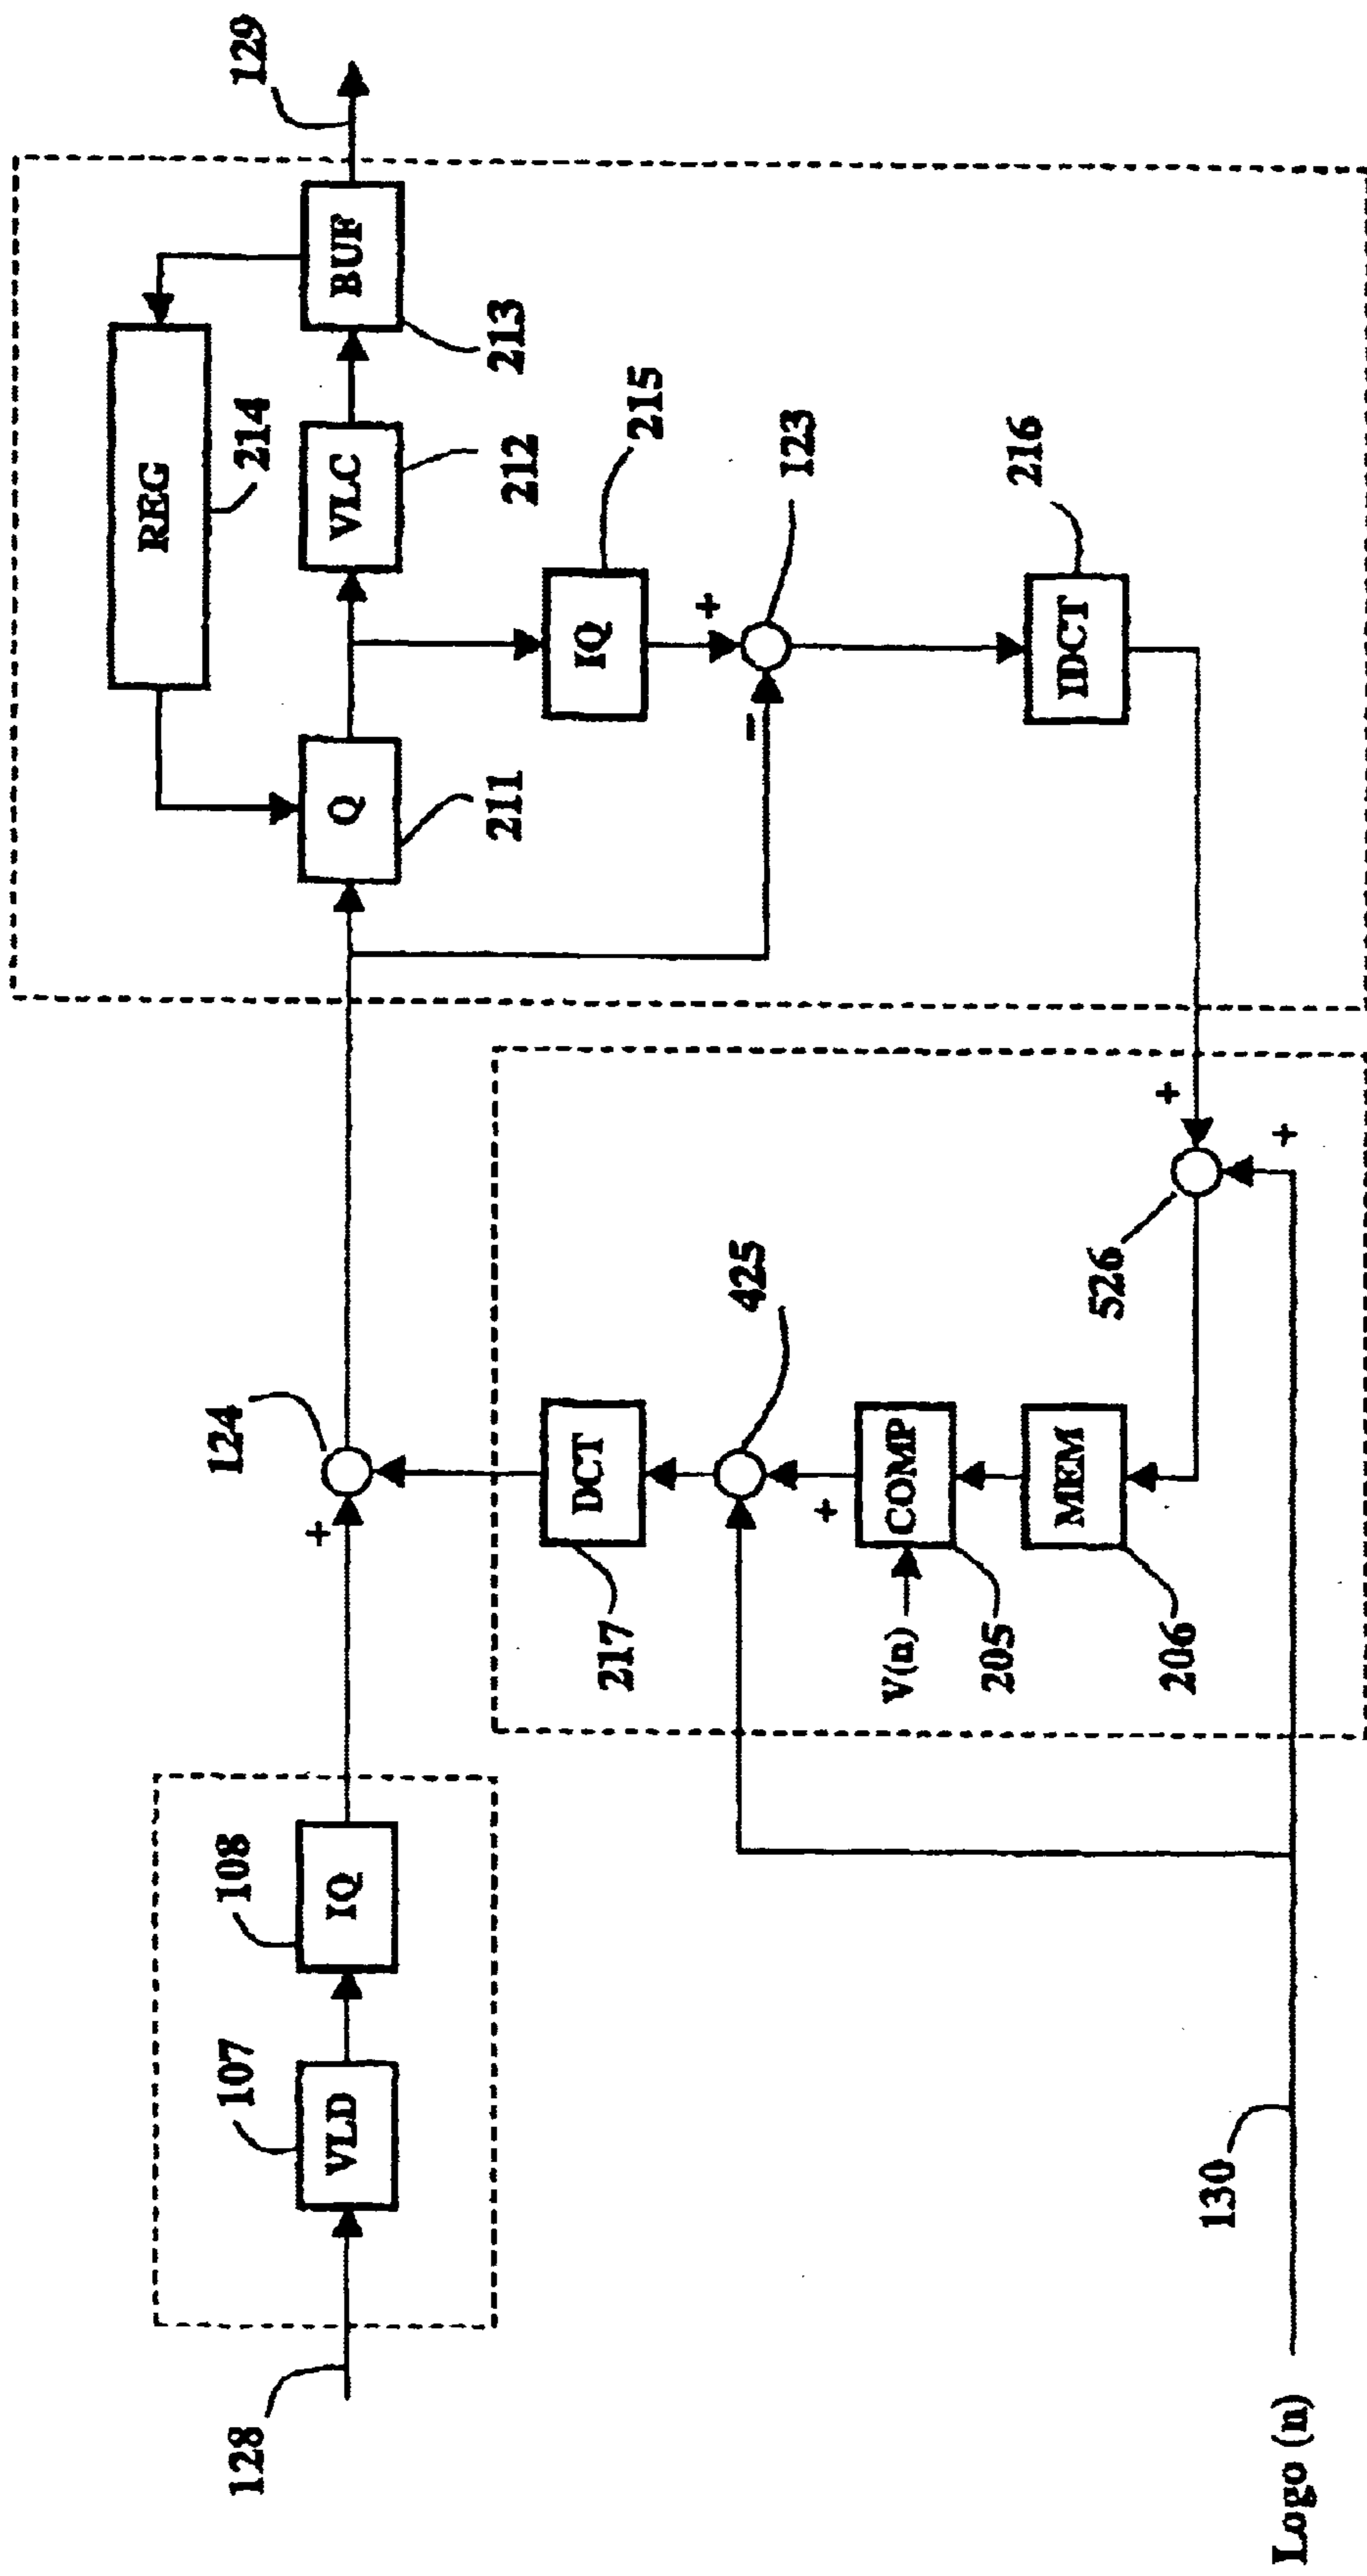 129
REG
214
Q
211
VLC
212
BUF
213
IQ
215
+
123
-
IDCT
216
124
+
108
IQ
107
VLD
128
DCT
217
425
+
COMP
V(n)
205
MEM
206
526
+
+
130
Logo (n)